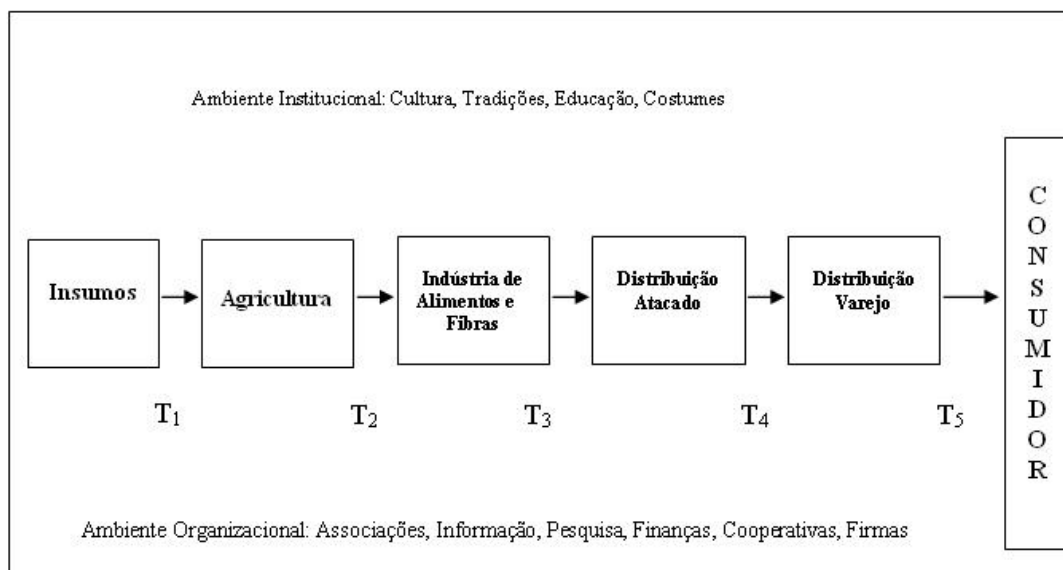 Ambiente Institucional: Cultura, Tradições, Educação, Costumes
Insumos
Agricultura
Indústria de
Alimentos e
Fibras
Distribuição
Atacado
Distribuição
Varejo
CONSUMIDOR
T1
T2
T3
T4
T5
Ambiente Organizacional: Associações, Informação, Pesquisa, Finanças, Cooperativas, Firmas